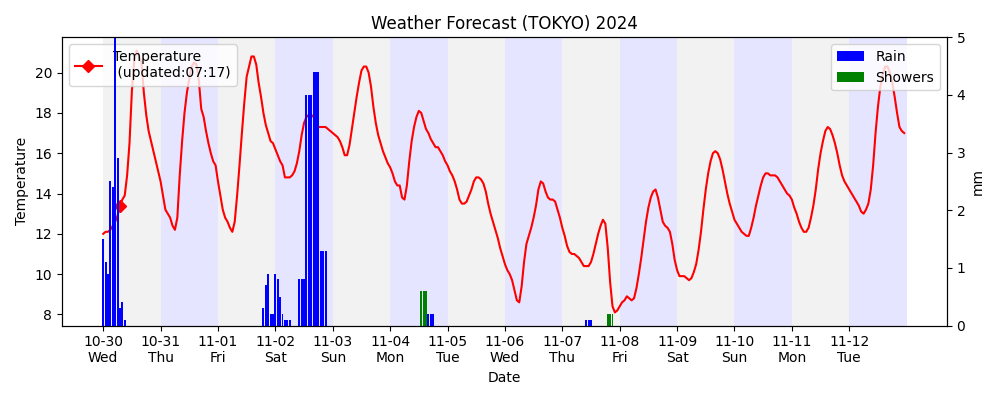 Weather Forecast (TOKYO) 2024
Temperature
(updated:07:17)
Rain
Showers
Temperature
20
18
16
14
12
10
8
5
4
3
2
1
0
mm
10-30 10-31 11-01 11-02 11-03 11-04 11-05 11-06 11-07 11-08 11-09 11-10 11-11 11-12
Wed Thu Fri Sat Sun Mon Tue Wed Thu Fri Sat Sun Mon Tue
Date